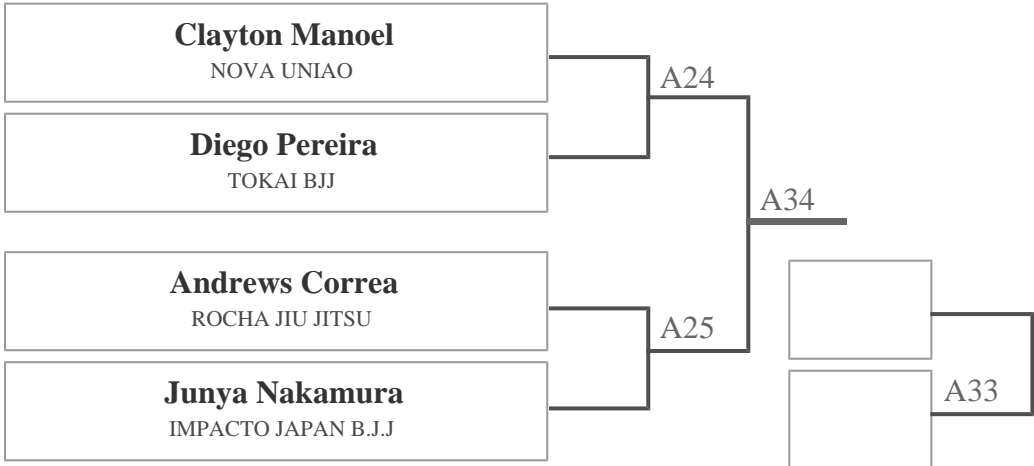 Clayton Manoel
NOVA UNIAO
A24
Diego Pereira
TOKAI BJJ
A34
Andrews Correa
ROCHA JIU JITSU
A25
Junya Nakamura
IMPACTO JAPAN B.J.J
A33